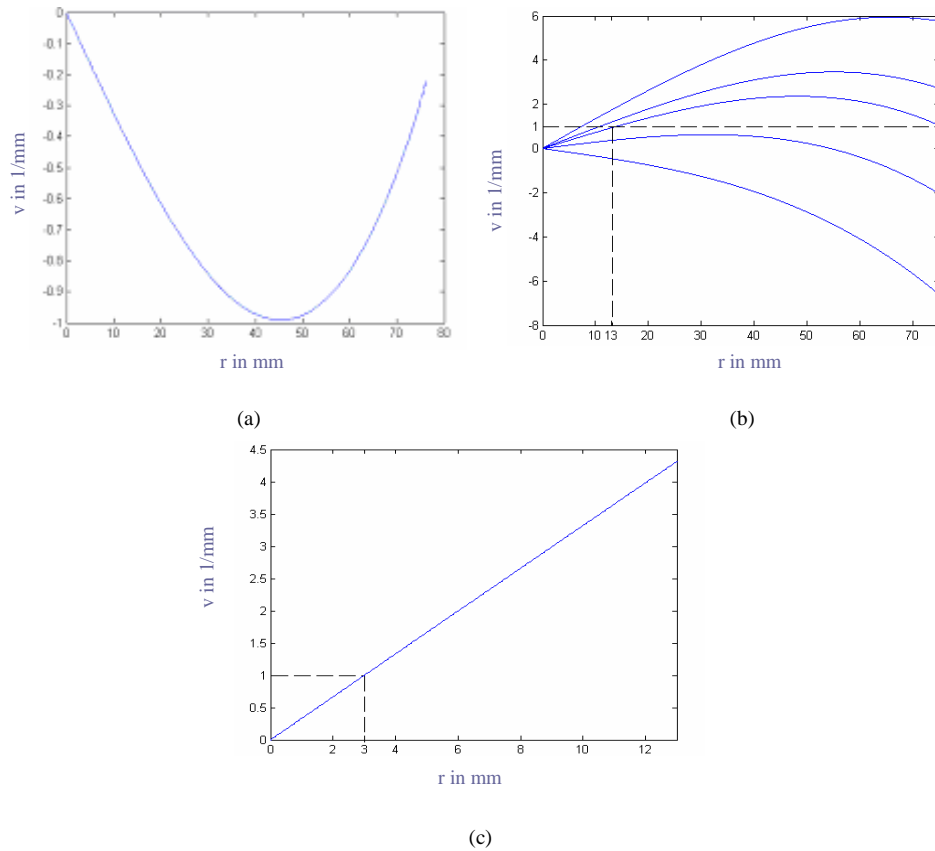 0
-0.1
-0.2
-0.3
-0.4
-0.5
-0.6
-0.7
-0.8
-0.9
-1
0 10 20 30 40 50 60 70 80
v in 1/mm
r in mm
(a)
6
4
2
1
0
-2
-4
-6
-8
0 10 13 20 30 40 50 60 70
v in 1/mm
r in mm
(b)
4.5
4
3.5
3
2.5
2
1.5
1
0.5
0
0 2 3 4 6 8 10 12
v in 1/mm
r in mm
(c)